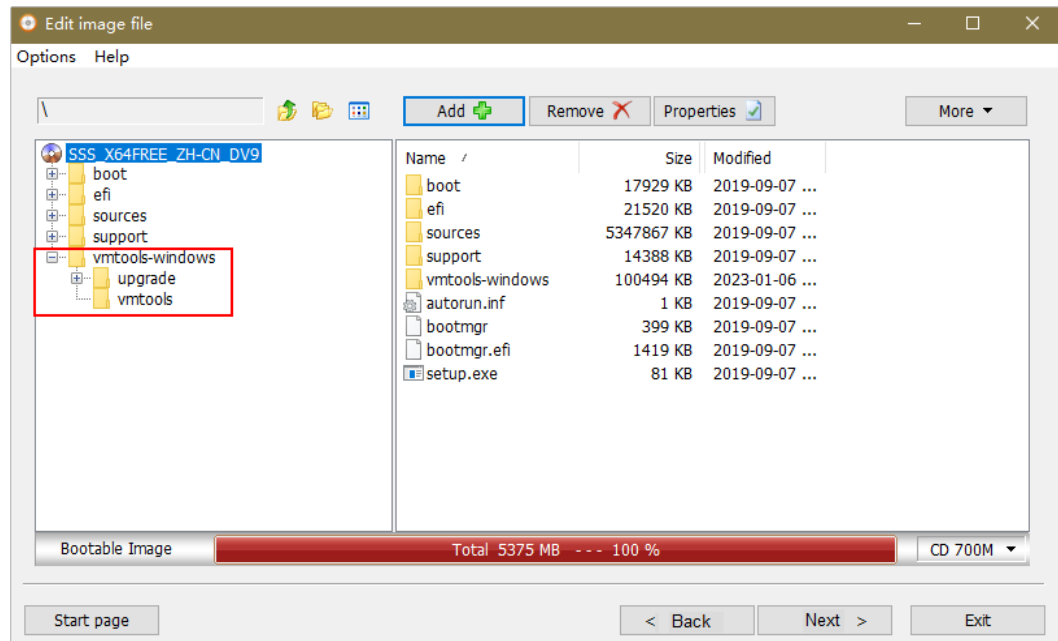 Edit image file
Options Help
\
Add Remove Properties More
SSS_X64FREE_ZH-CN_DV9
boot
efi
sources
support
vmtools-windows
upgrade
vmtools
Name Size Modified
boot 17929 KB 2019-09-07 ...
efi 21520 KB 2019-09-07 ...
sources 5347867 KB 2019-09-07 ...
support 14388 KB 2019-09-07 ...
vmtools-windows 100494 KB 2023-01-06 ...
autorun.inf 1 KB 2019-09-07 ...
bootmgr 399 KB 2019-09-07 ...
bootmgr.efi 1419 KB 2019-09-07 ...
setup.exe 81 KB 2019-09-07 ...
Bootable Image Total 5375 MB --- 100 % CD 700M
Start page < Back Next > Exit